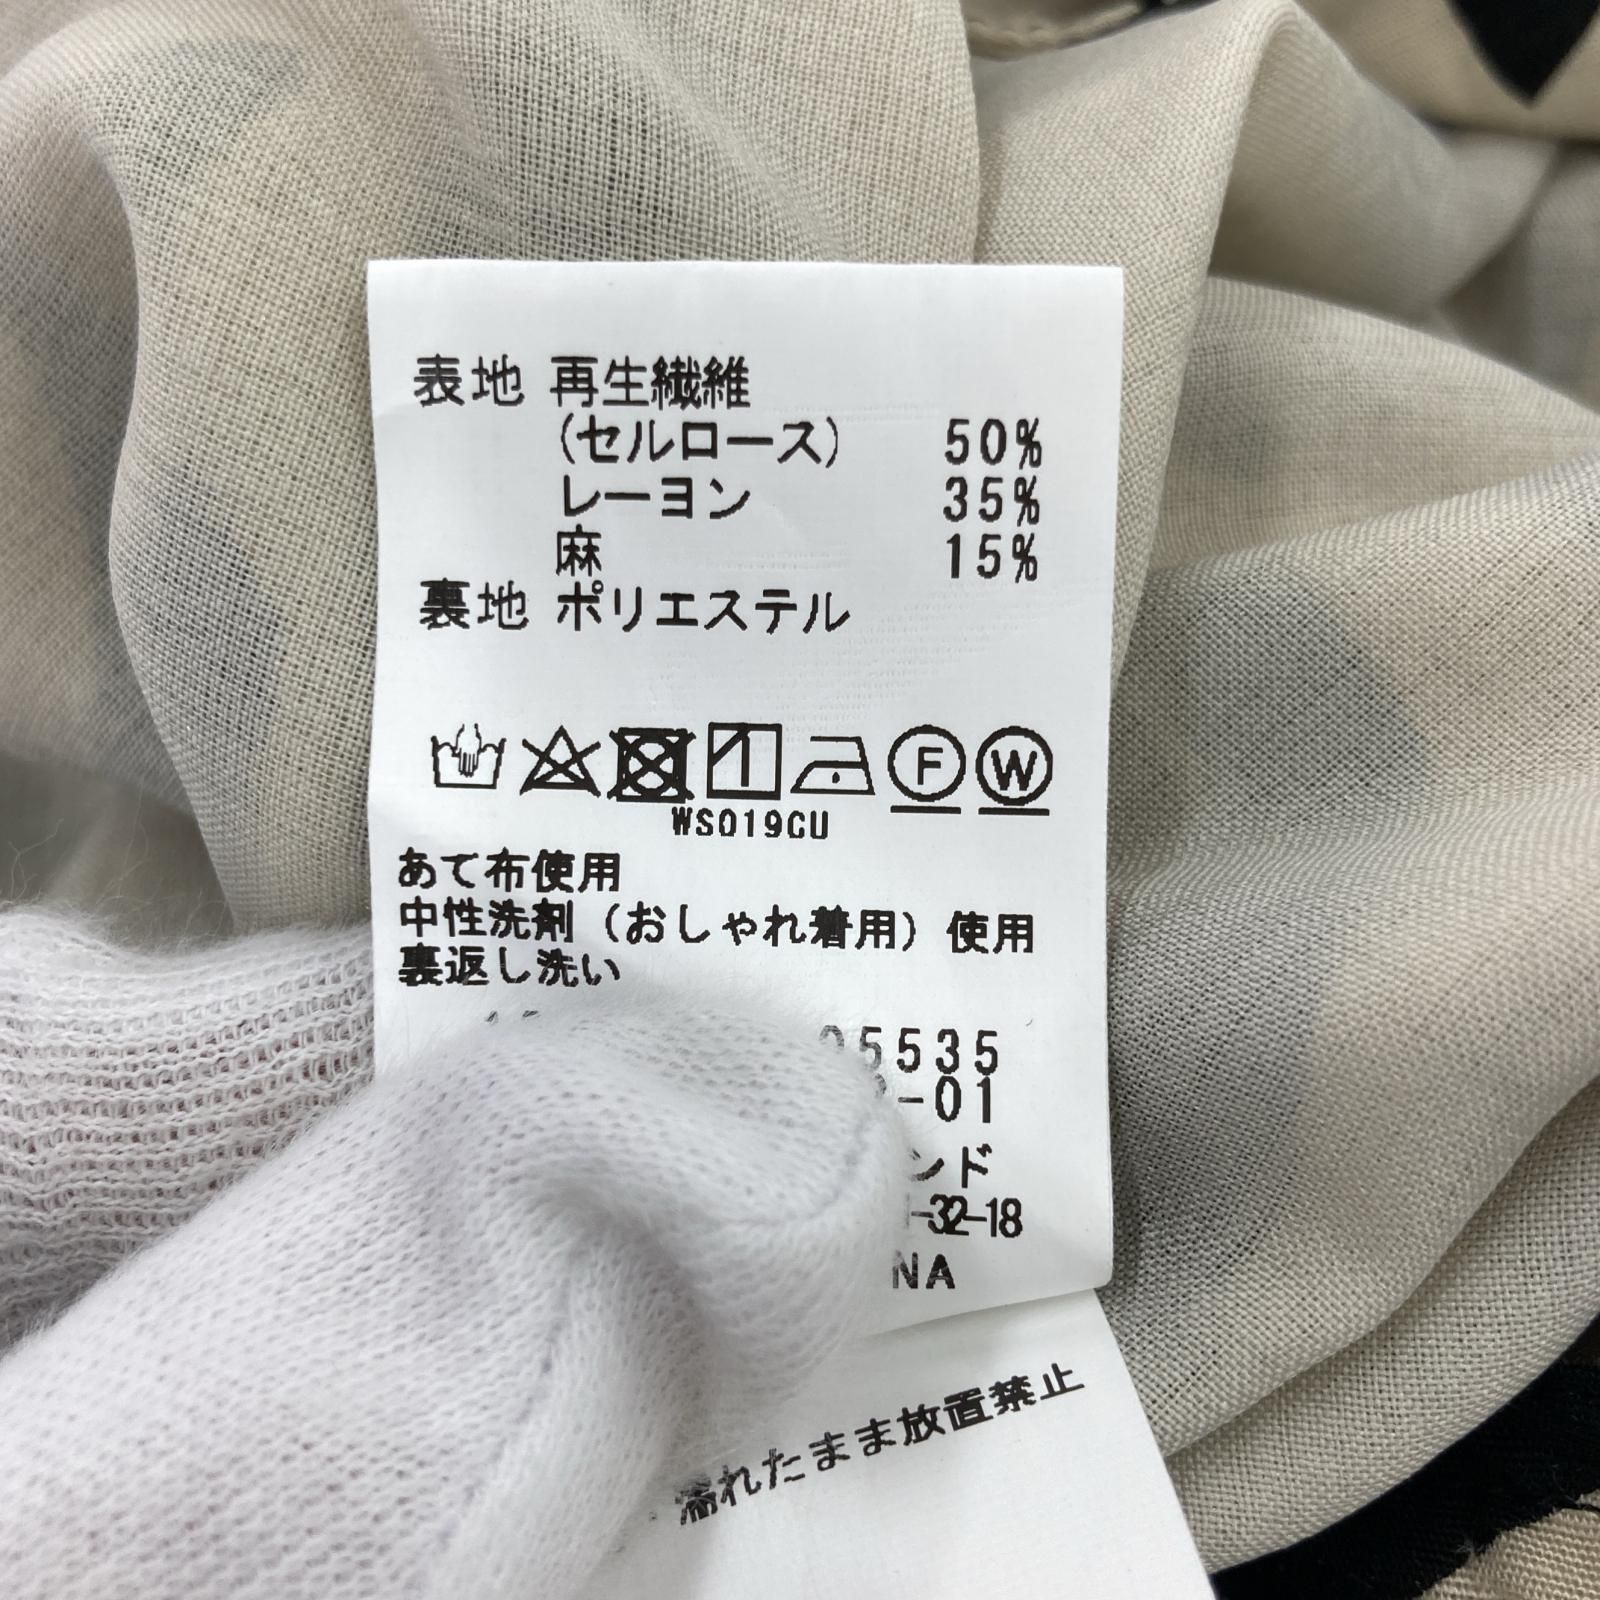 表地 再生繊維
(セルロース) 50%
レーヨン 35%
麻 15%
裏地 ポリエステル
F W
WS019CU
あて布使用
中性洗剤(おしゃれ着用)使用
裏返し洗い
5535
-01
ンド
-32-18
NA
濡れたまま放置禁止